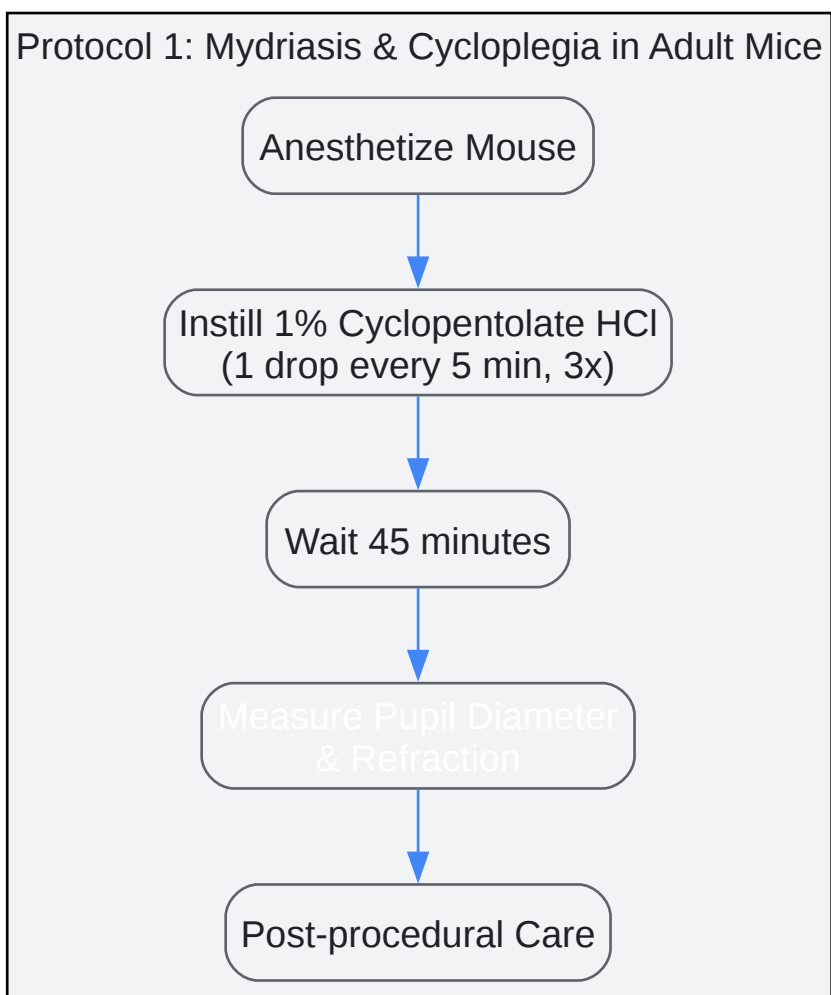 Protocol 1: Mydriasis & Cycloplegia in Adult Mice
Anesthetize Mouse
Instill 1% Cyclopentolate HCl
(1 drop every 5 min, 3x)
Wait 45 minutes
Measure Pupil Diameter
& Refraction
Post-procedural Care